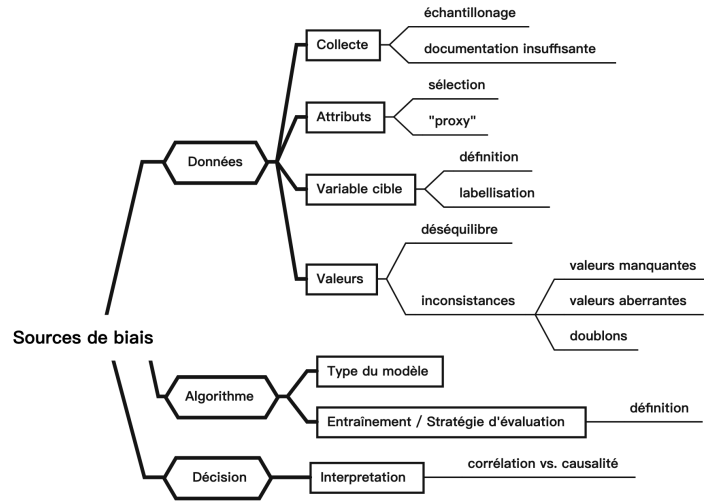 échantillonage
Collecte
documentation insuffisante
sélection
Attributs
"proxy"
Données
définition
Variable cible
labellisation
déséquilibre
Valeurs
valeurs manquantes
inconsistances
valeurs aberrantes
doublons
Sources de biais
Type du modèle
Algorithme
Entraînement / Stratégie d'évaluation
définition
Décision
Interpretation
corrélation vs. causalité